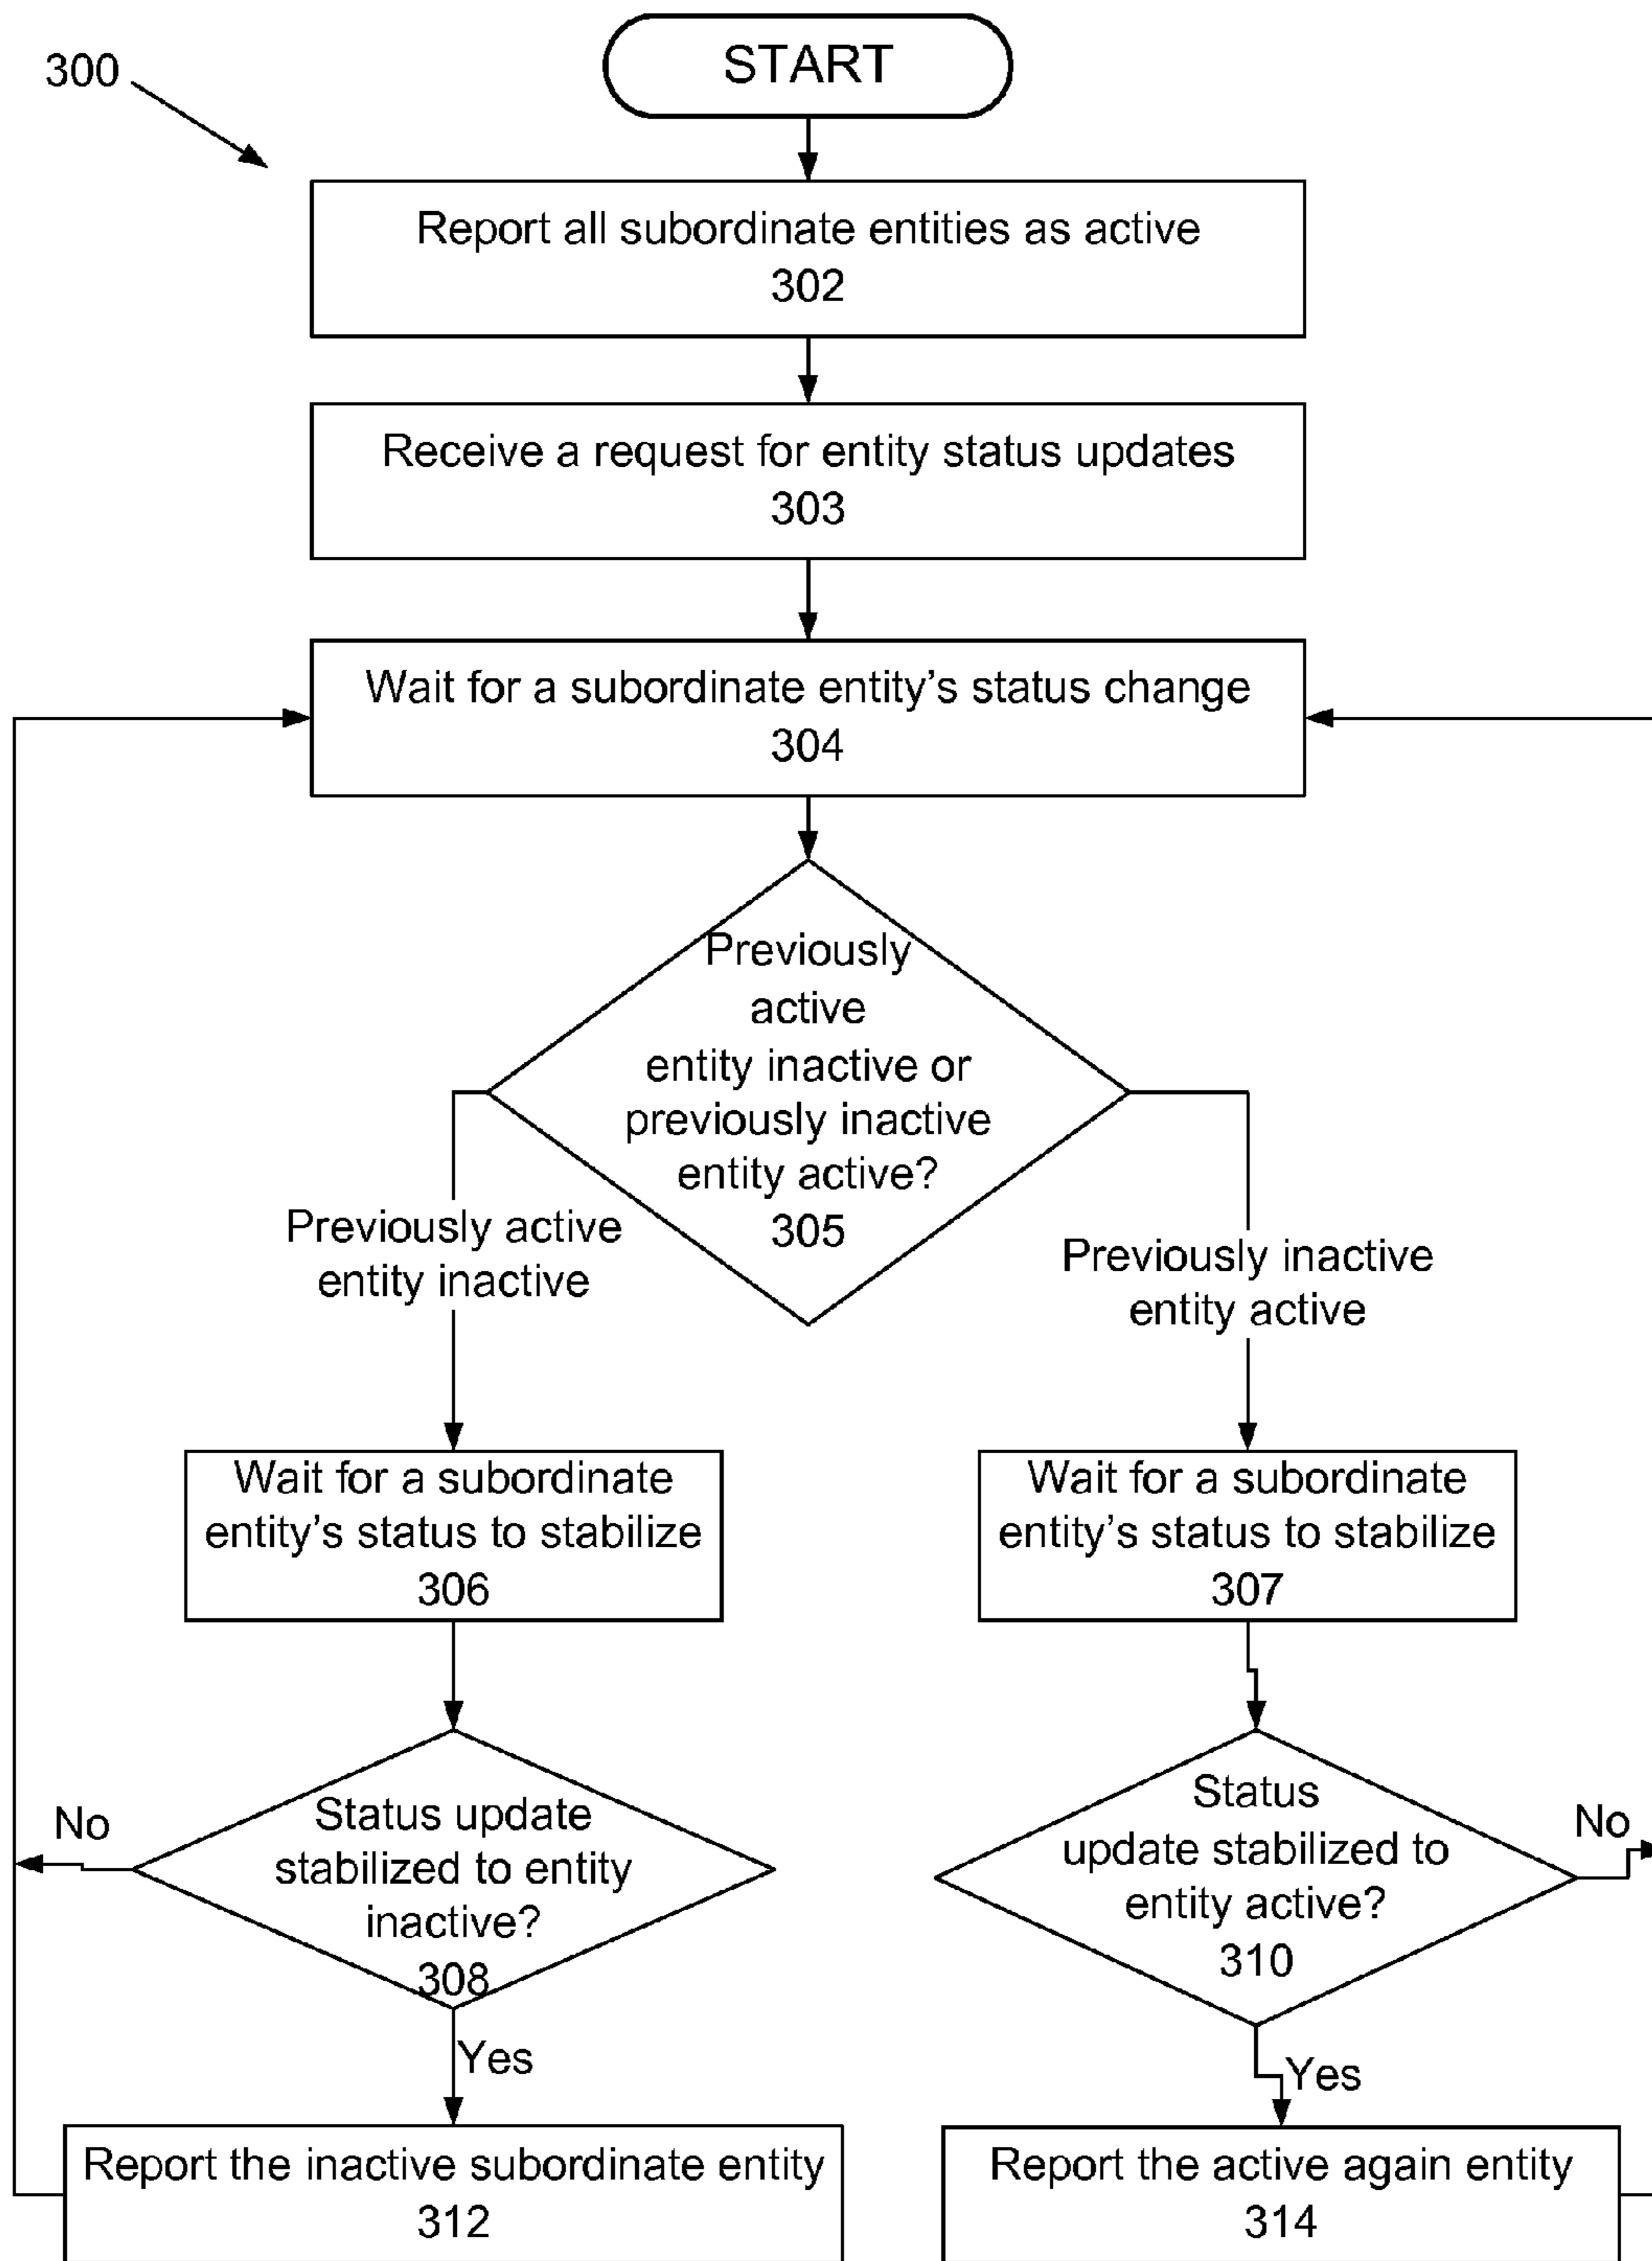 300
START
Report all subordinate entities as active
302
Receive a request for entity status updates
303
Wait for a subordinate entity’s status change
304
Previously
active
entity inactive or
previously inactive
entity active?
305
Previously active
entity inactive
Previously inactive
entity active
Wait for a subordinate
entity’s status to stabilize
306
Wait for a subordinate
entity’s status to stabilize
307
No
Status update
stabilized to entity
inactive?
308
Status
update stabilized to
entity active?
310
No
Yes
Yes
Report the inactive subordinate entity
312
Report the active again entity
314